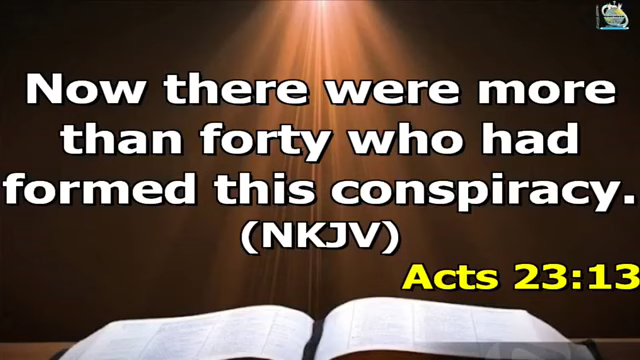 Now there were more
than forty who had
formed this conspiracy.
(NKJV)
Acts 23:13